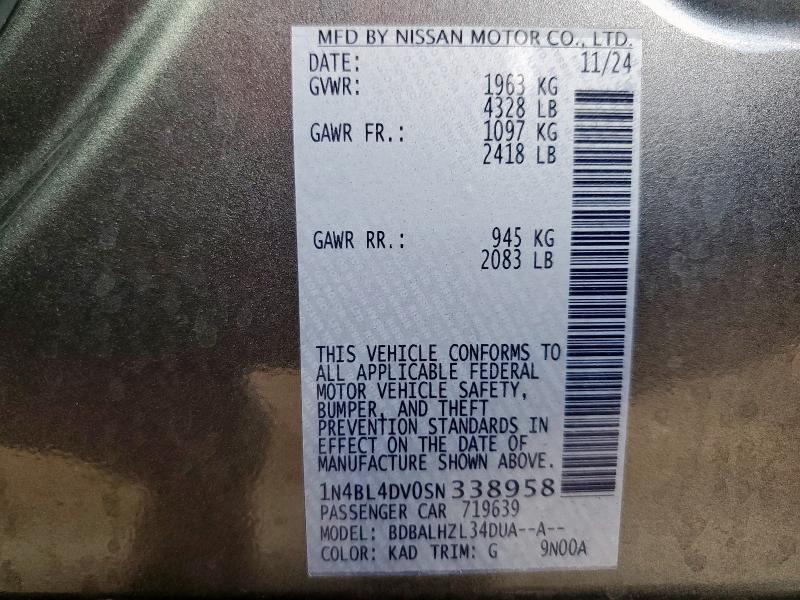 MFD BY NISSAN MOTOR CO., LTD.
DATE: 11/24
GVWR: 1963 KG
4328 LB
GAWR FR.: 1097 KG
2418 LB
GAWR RR.: 945 KG
2083 LB
THIS VEHICLE CONFORMS TO
ALL APPLICABLE FEDERAL
MOTOR VEHICLE SAFETY,
BUMPER, AND THEFT
PREVENTION STANDARDS IN
EFFECT ON THE DATE OF
MANUFACTURE SHOWN ABOVE.
1N4BL4DV0SN338958
PASSENGER CAR 719639
MODEL: BDBALHZL34DUA--A--
COLOR: KAD TRIM: G 9N00A